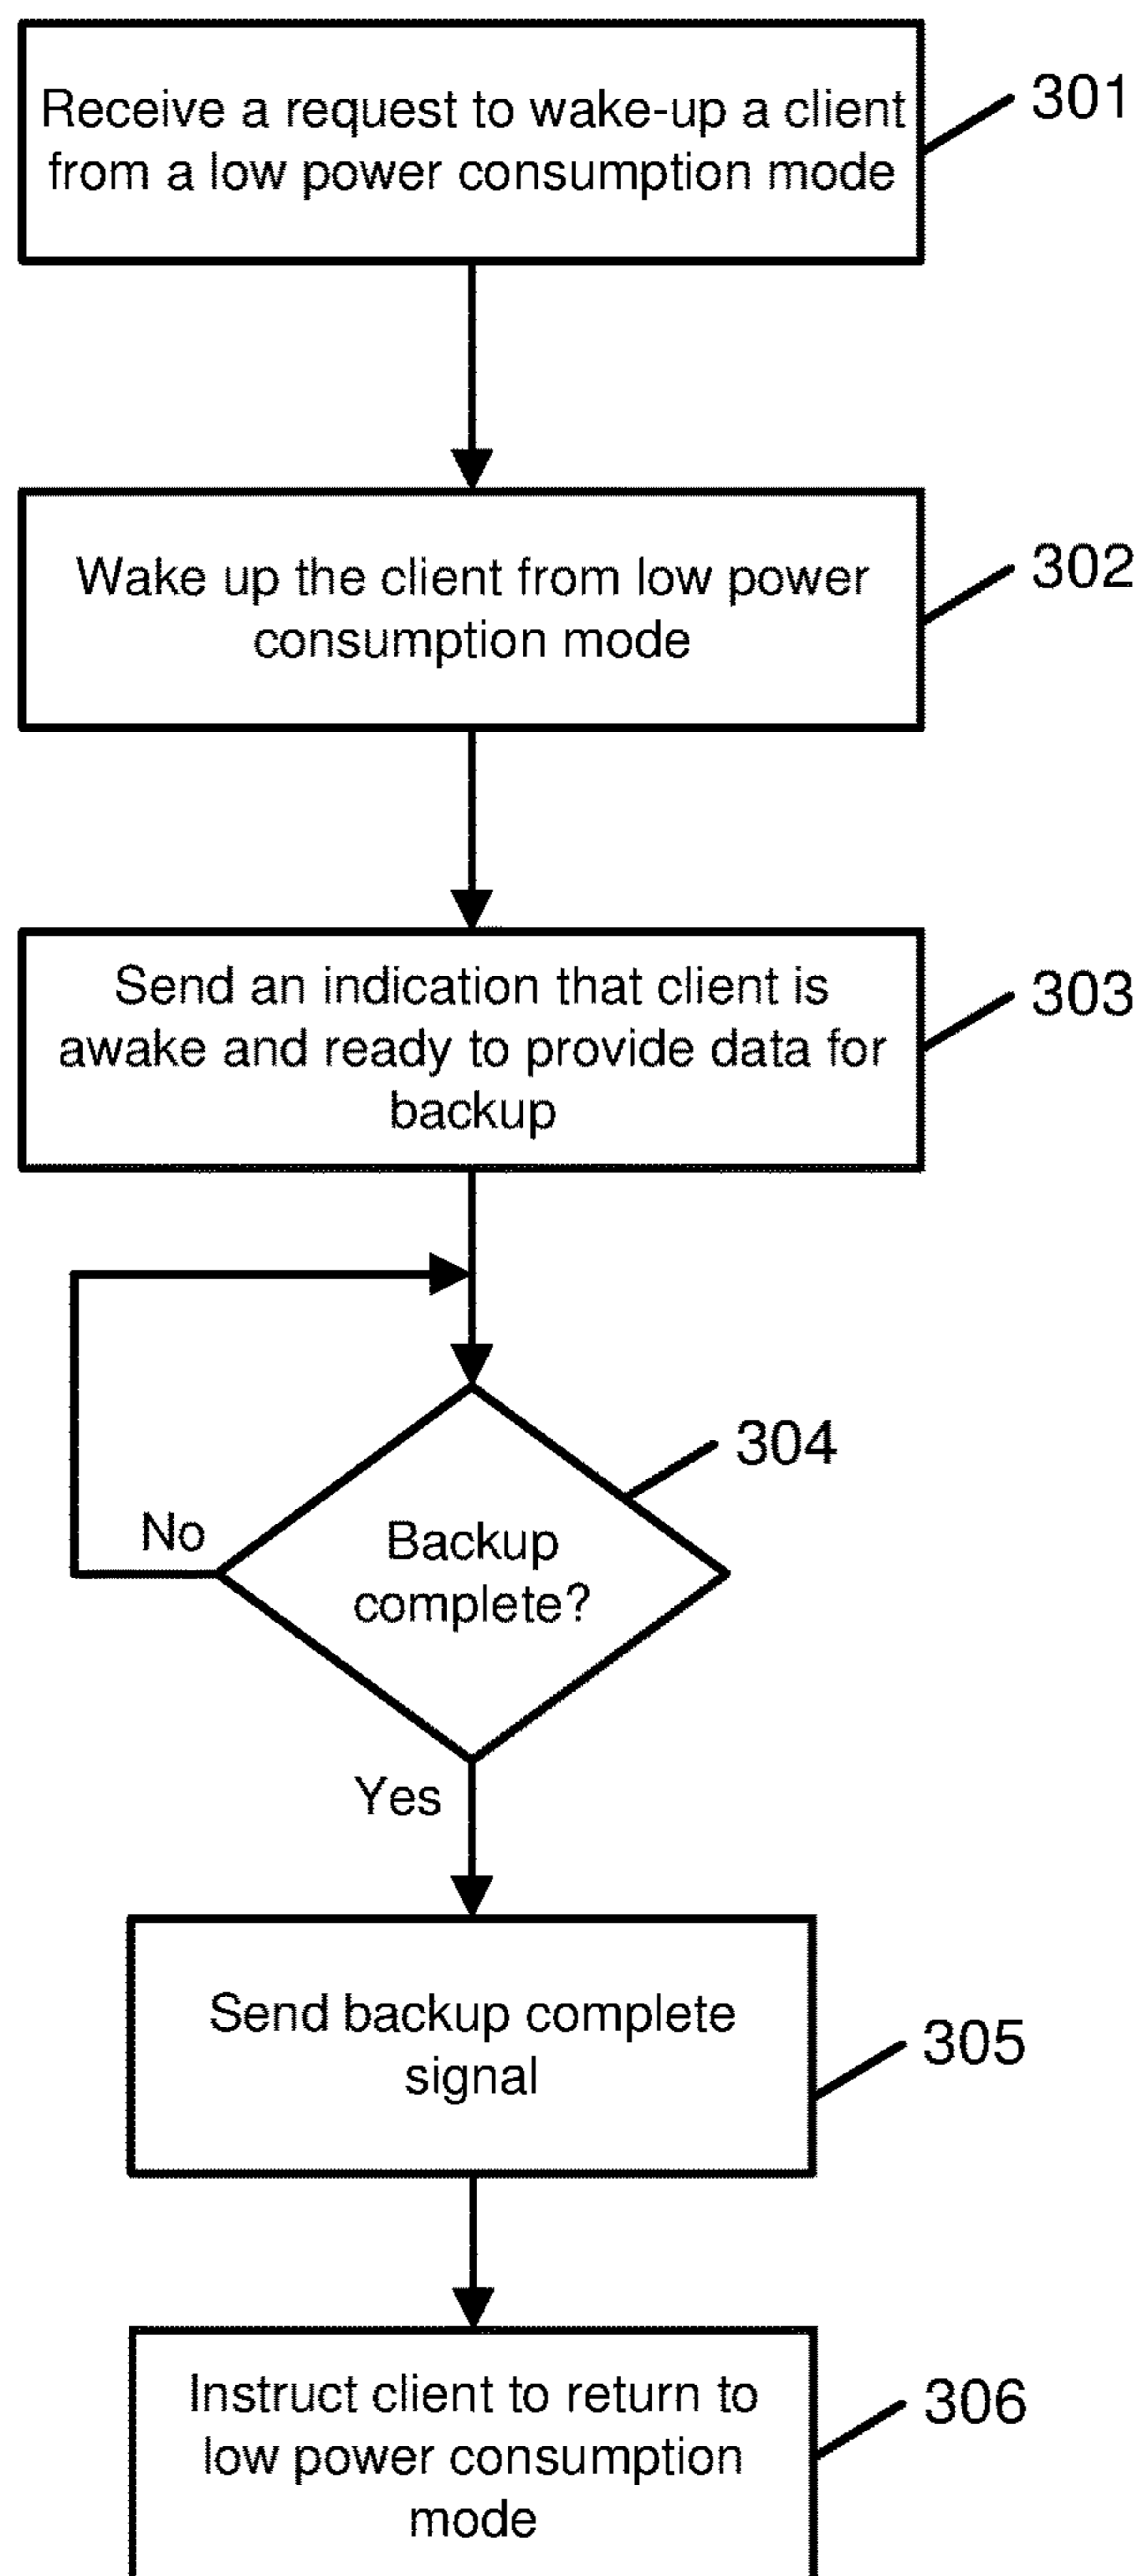 Receive a request to wake-up a client
from a low power consumption mode
301
Wake up the client from low power
consumption mode
302
Send an indication that client is
awake and ready to provide data for
backup
303
304
No
Backup
complete?
Yes
Send backup complete
signal
305
Instruct client to return to
low power consumption
mode
306